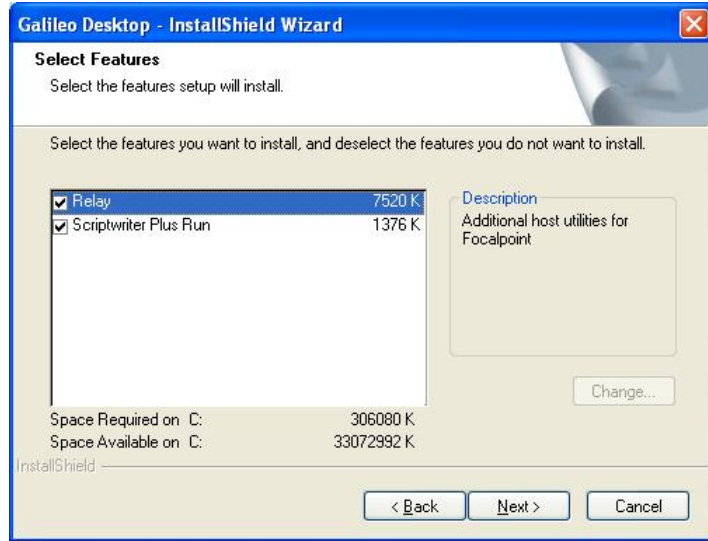 Galileo Desktop - InstallShield Wizard
Select Features
Select the features setup will install.
Select the features you want to install, and deselect the features you do not want to install.
Relay 7520 K
Scriptwriter Plus Run 1376 K
Description
Additional host utilities for
Focalpoint
Change...
Space Required on C: 306080 K
Space Available on C: 33072992 K
InstallShield
< Back Next > Cancel